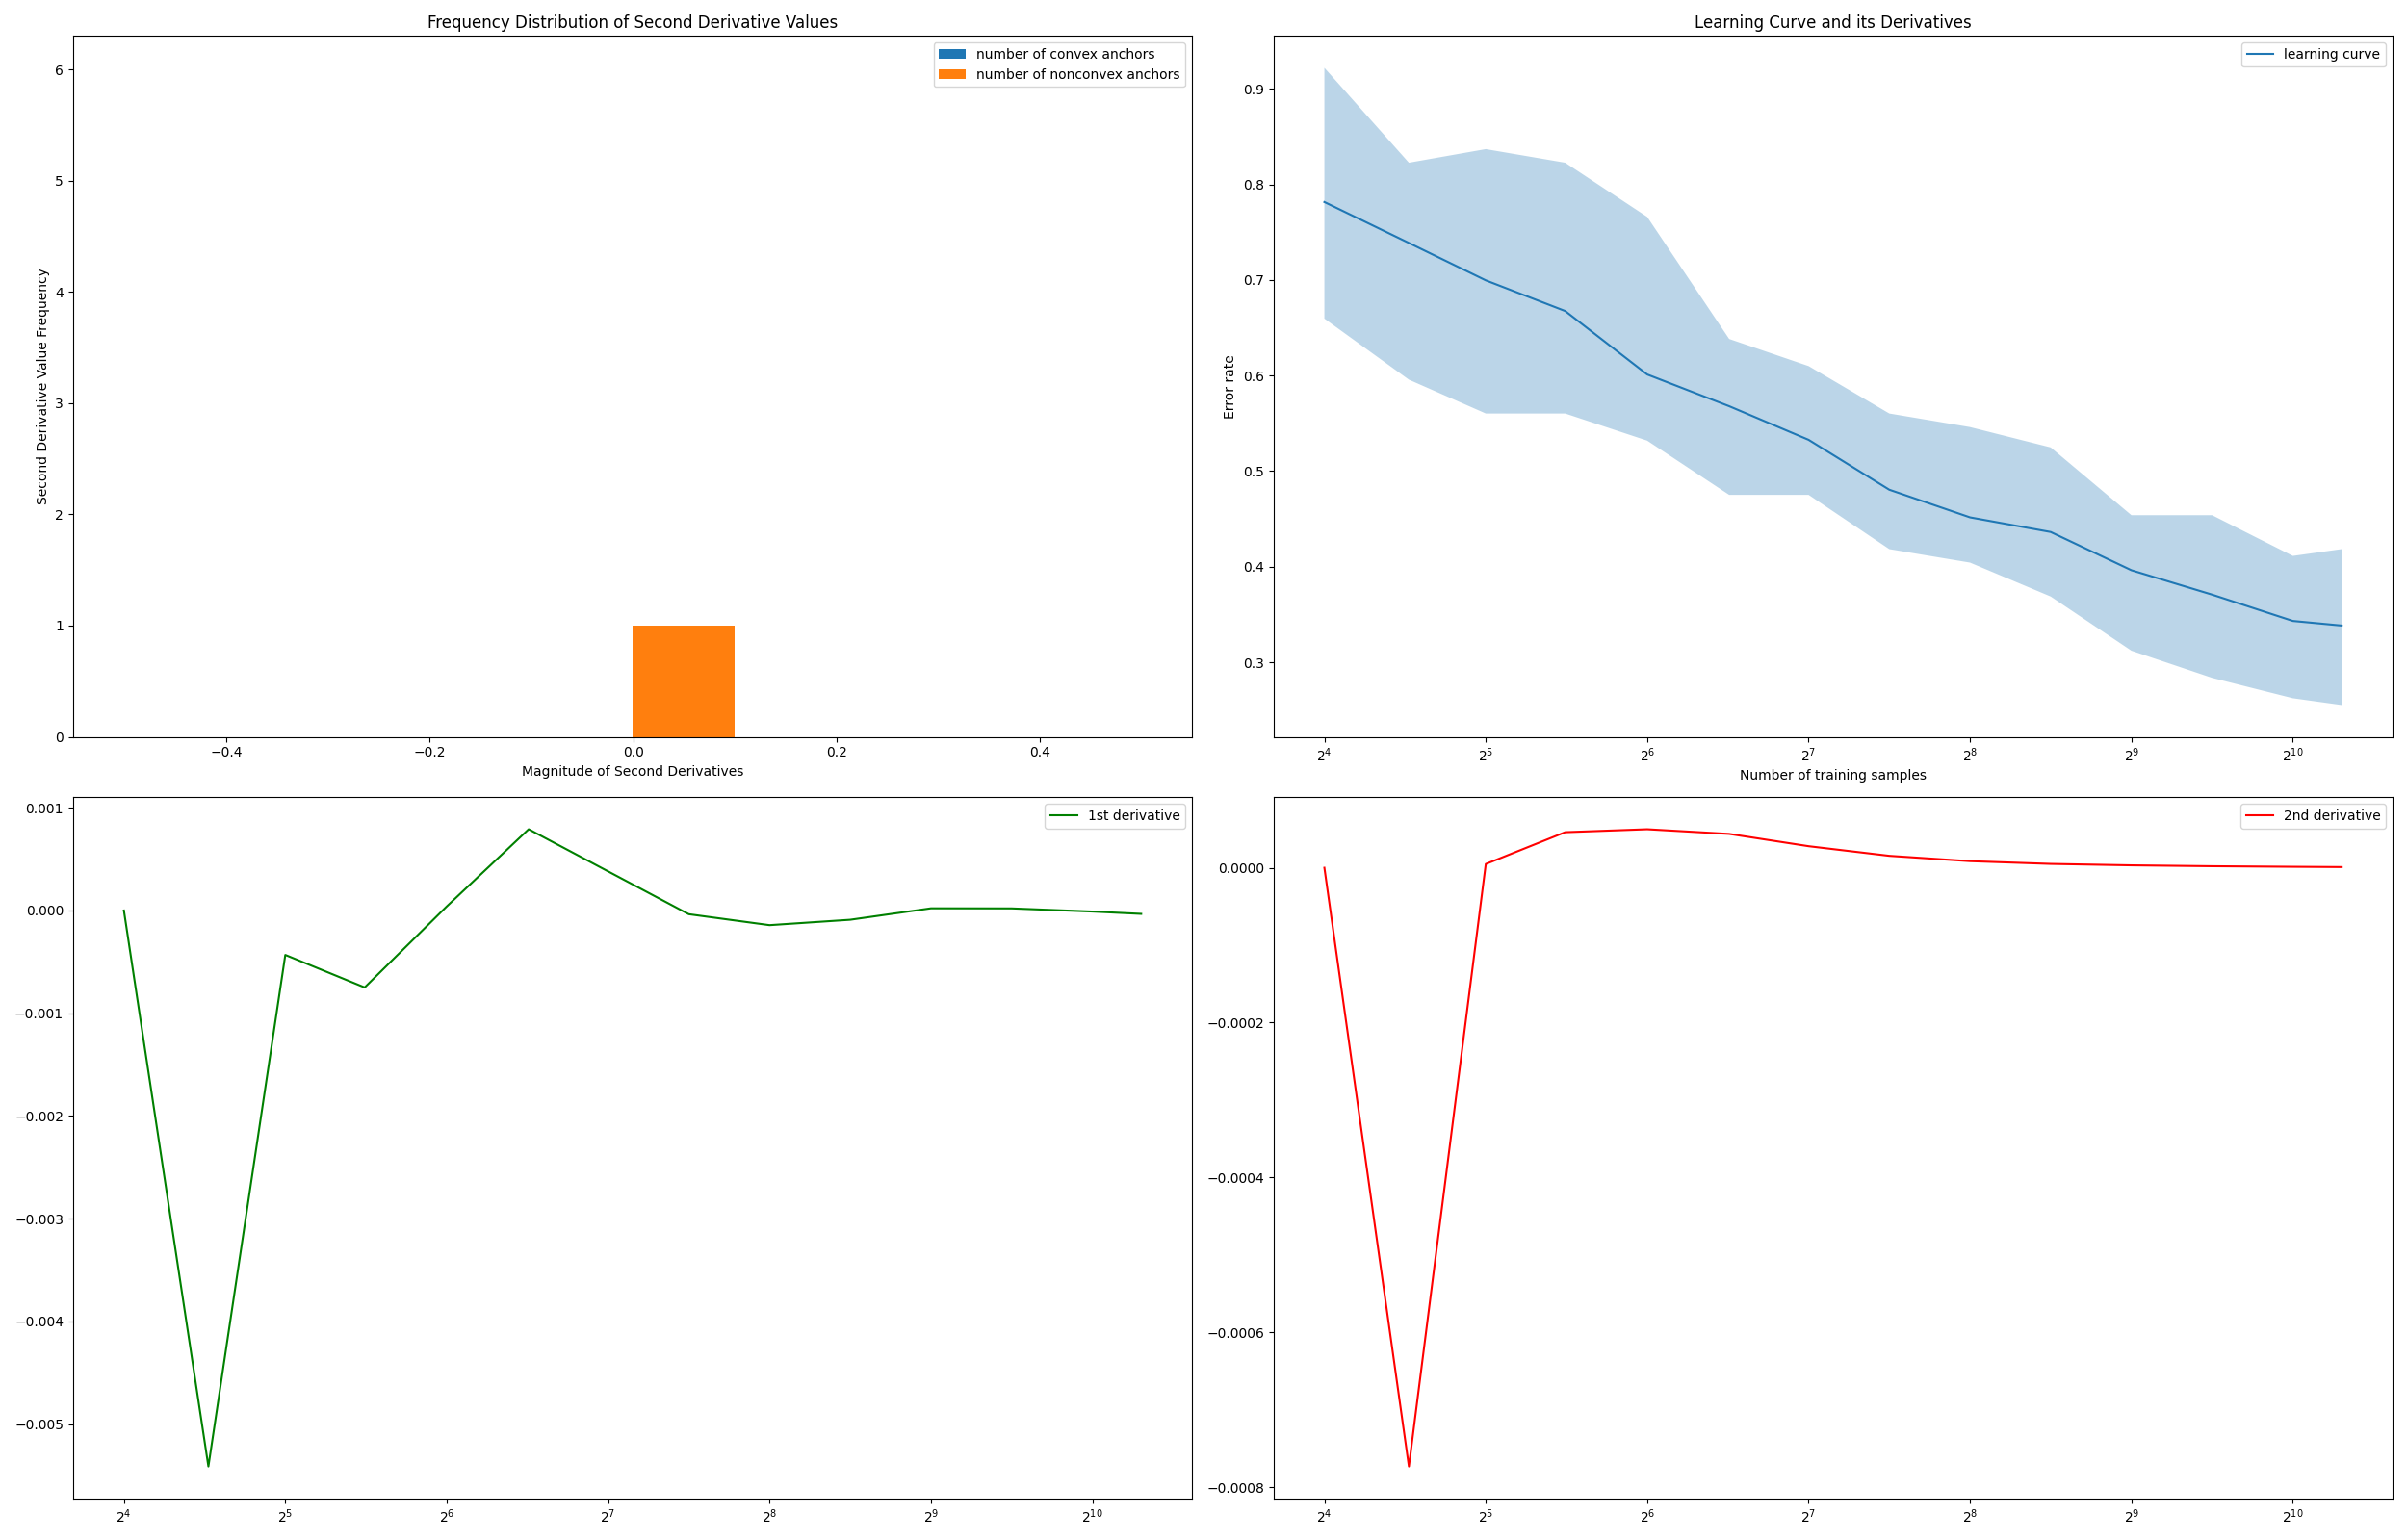 Frequency Distribution of Second Derivative Values
number of convex anchors
number of nonconvex anchors
6
5
4
3
2
1
0
Second Derivative Value Frequency
−0.4 −0.2 0.0 0.2 0.4
Magnitude of Second Derivatives
Learning Curve and its Derivatives
learning curve
0.9
0.8
0.7
0.6
0.5
0.4
0.3
Error rate
2^4 2^5 2^6 2^7 2^8 2^9 2^10
Number of training samples
1st derivative
0.001
0.000
−0.001
−0.002
−0.003
−0.004
−0.005
2^4 2^5 2^6 2^7 2^8 2^9 2^10
2nd derivative
0.0000
−0.0002
−0.0004
−0.0006
−0.0008
2^4 2^5 2^6 2^7 2^8 2^9 2^10